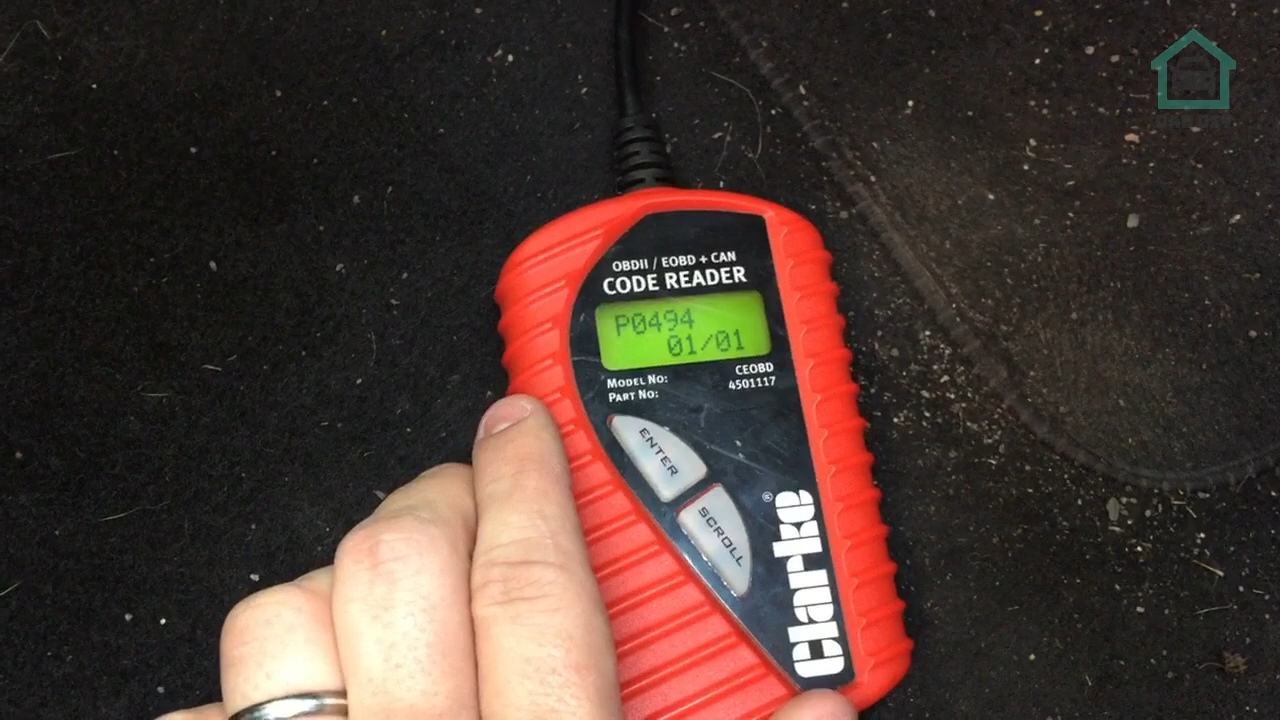 OBDII / EOBD + CAN
CODE READER
P0494
01/01
MODEL NO: CEOBD
PART NO: 4501117
ENTER
SCROLL
Clarke®